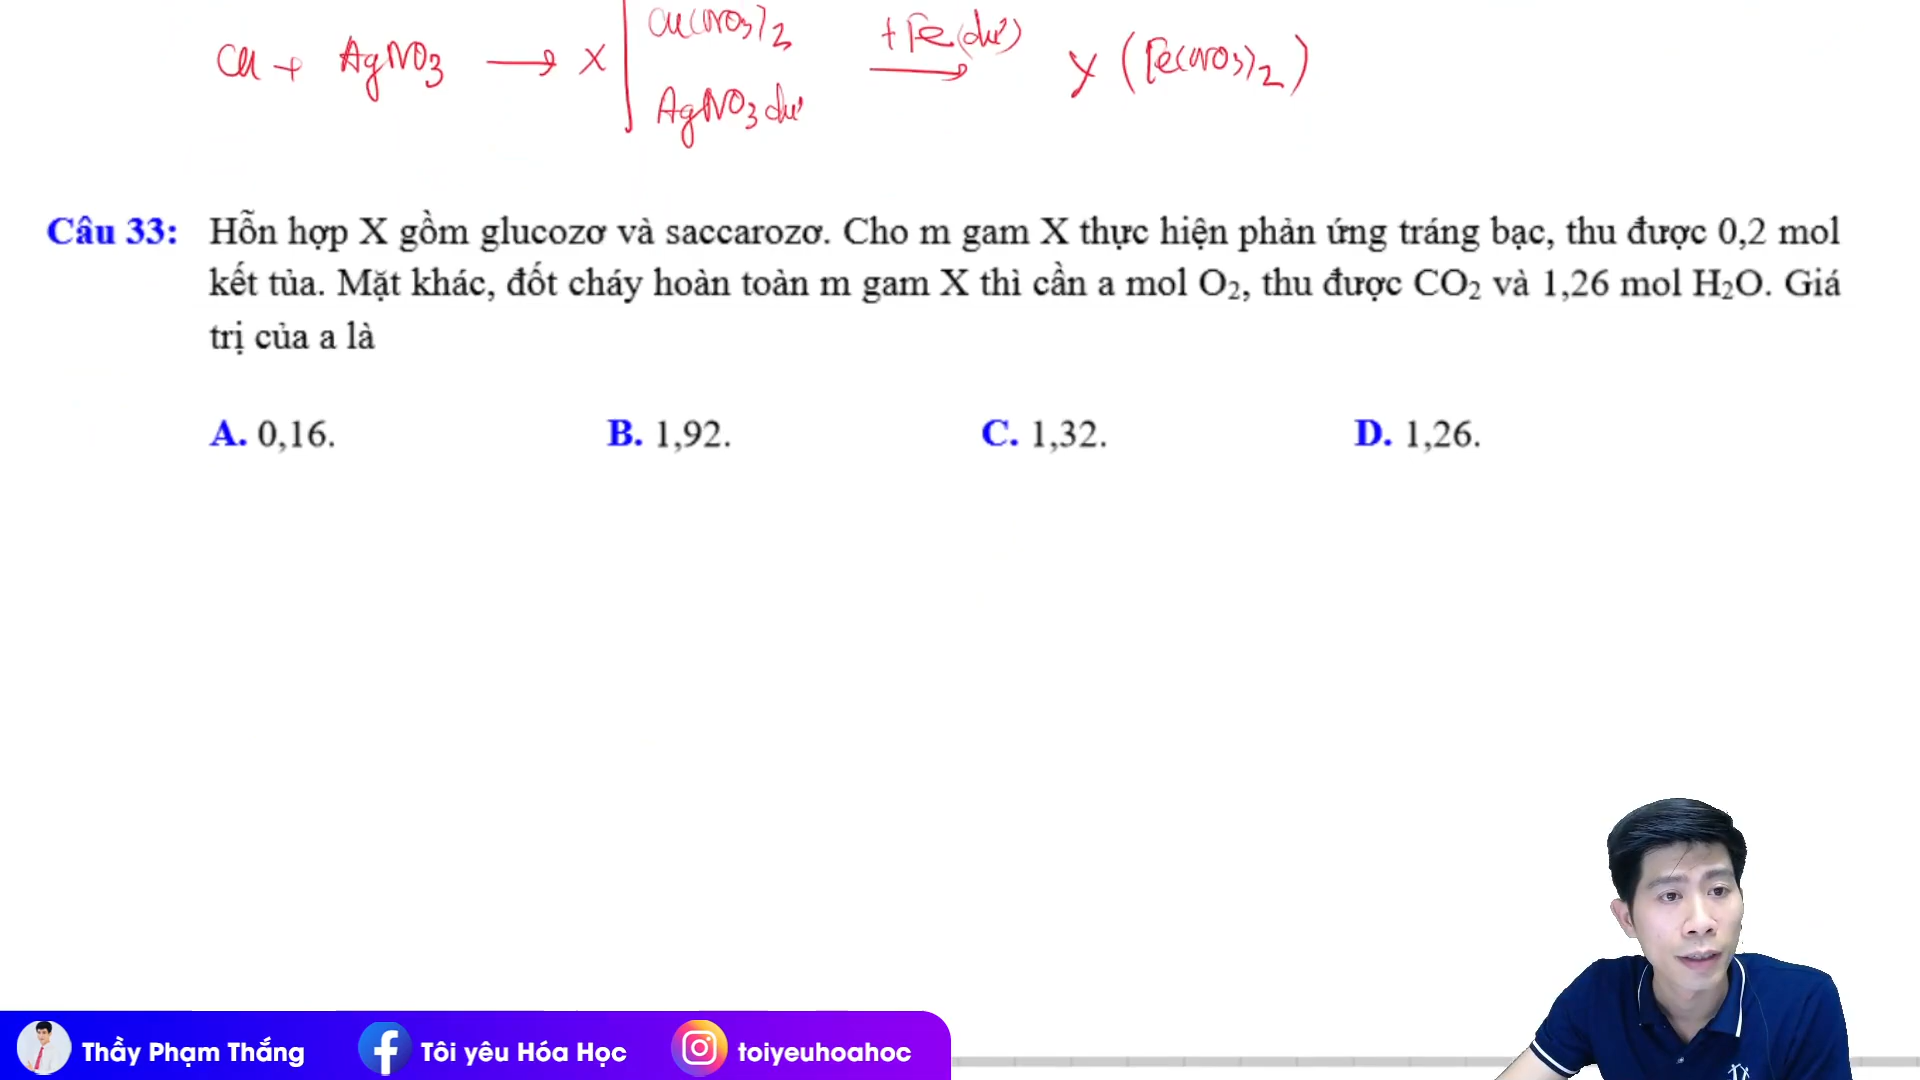 Cu(NO3)2
Cu + AgNO3 → X +Fe (dư) Y (Fe(NO3)2)
AgNO3 dư
Câu 33: Hỗn hợp X gồm glucozơ và saccarozơ. Cho m gam X thực hiện phản ứng tráng bạc, thu được 0,2 mol
kết tủa. Mặt khác, đốt cháy hoàn toàn m gam X thì cần a mol O₂, thu được CO₂ và 1,26 mol H₂O. Giá
trị của a là
A. 0,16. B. 1,92. C. 1,32. D. 1,26.
Thầy Phạm Thắng Tôi yêu Hóa Học toiyeuhoahoc